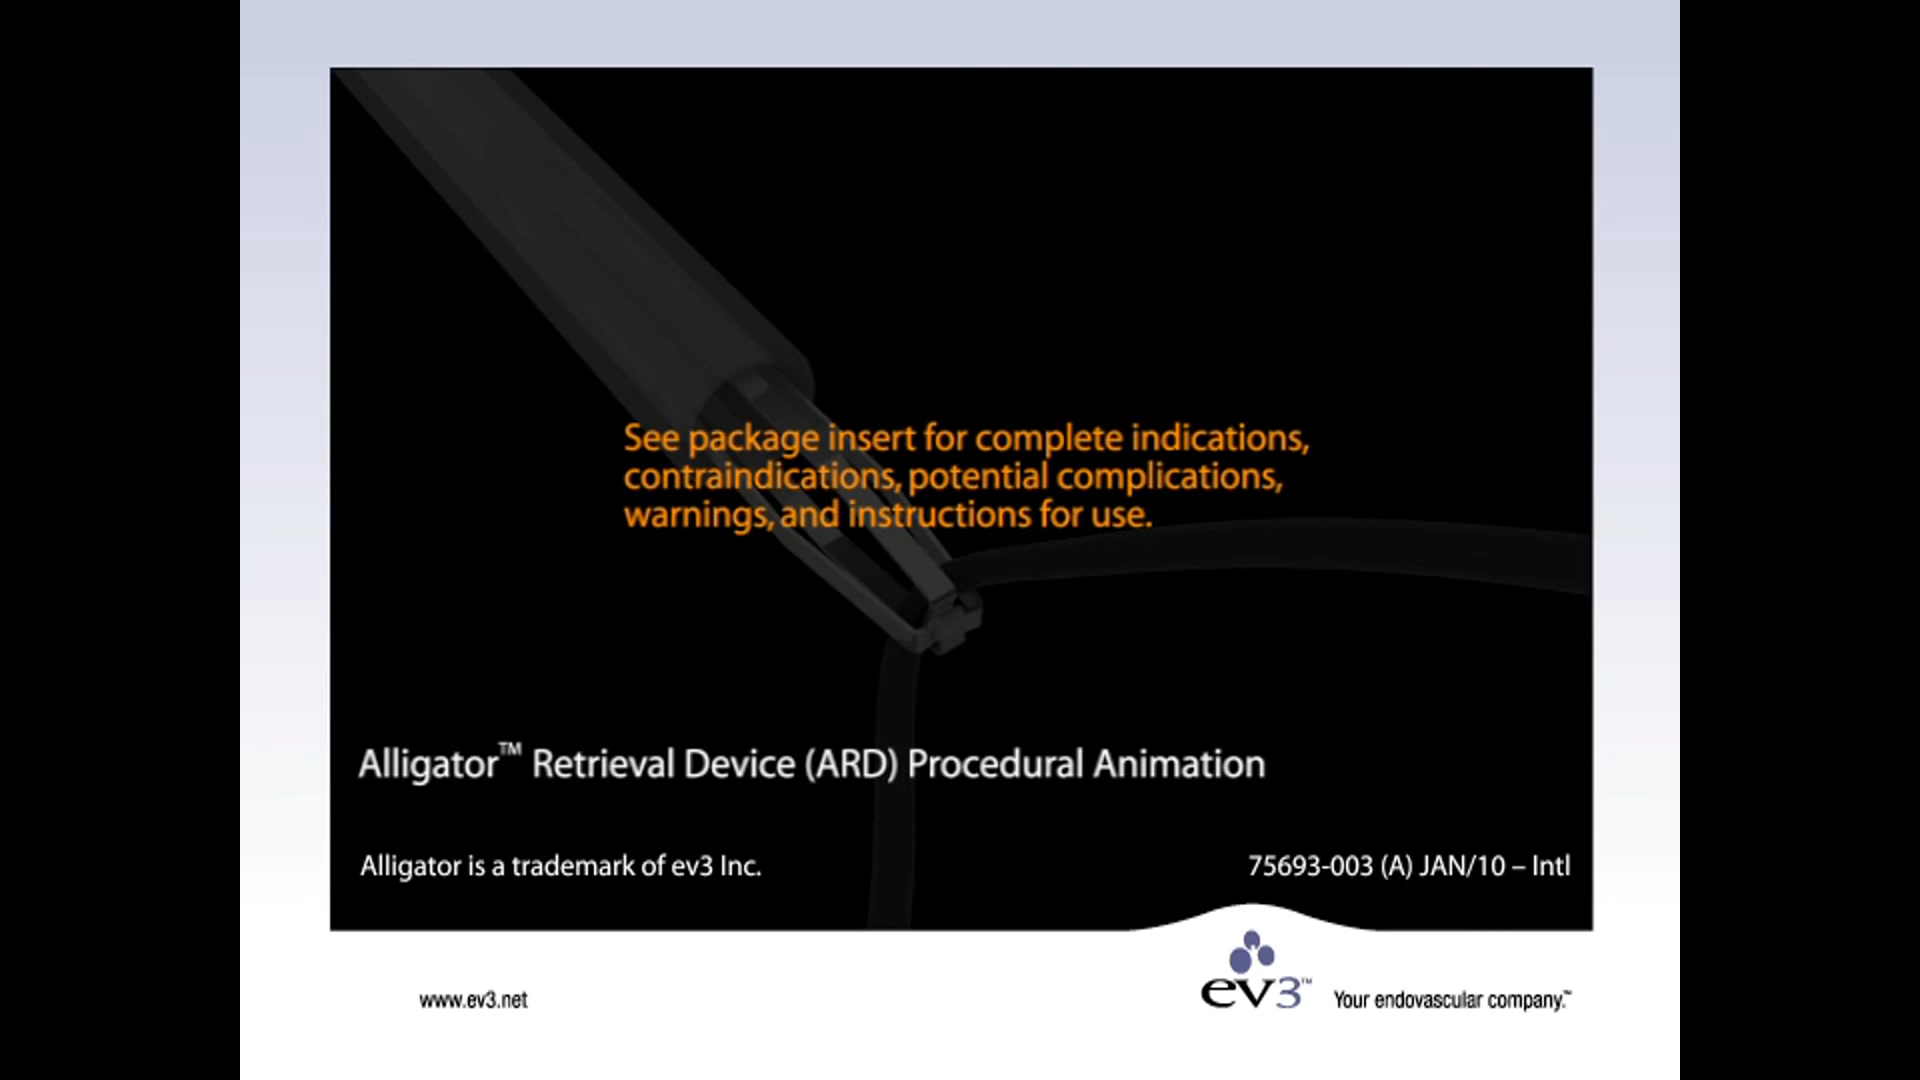 See package insert for complete indications,
contraindications, potential complications,
warnings, and instructions for use.
Alligator™ Retrieval Device (ARD) Procedural Animation
Alligator is a trademark of ev3 Inc.
75693-003 (A) JAN/10 – Intl
www.ev3.net
ev3™
Your endovascular company.™